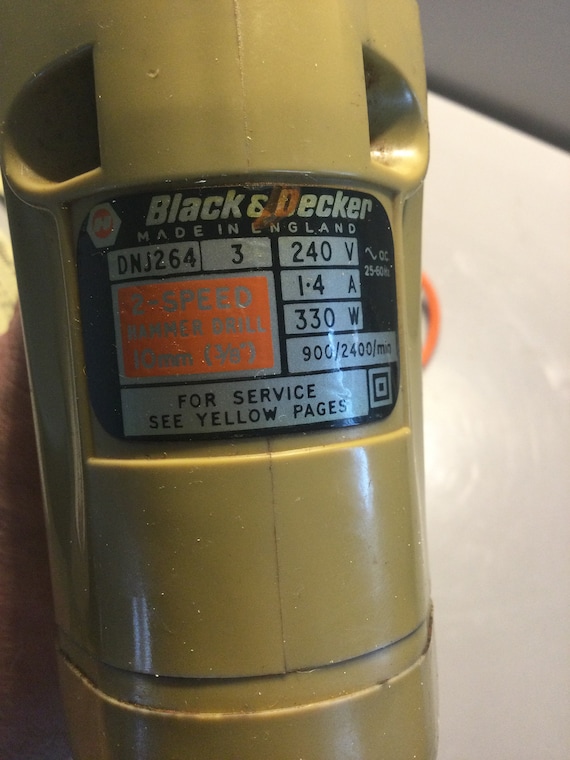 Black & Decker
MADE IN ENGLAND
DNJ264 3 240 V
1·4 A
330 W
900/2400/min
2-SPEED
HAMMER DRILL
10mm (3/8")
25-60Hz
FOR SERVICE
SEE YELLOW PAGES